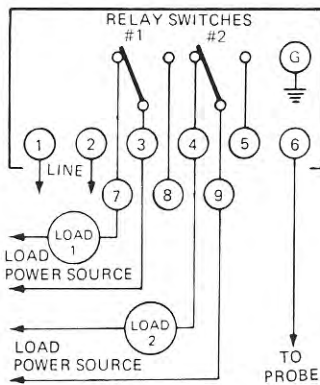 RELAY SWITCHES
#1 #2
G
1 2 3 4 5 6
LINE
7 8 9
LOAD 1
LOAD
POWER SOURCE
LOAD 2
LOAD
POWER SOURCE
TO
PROBE